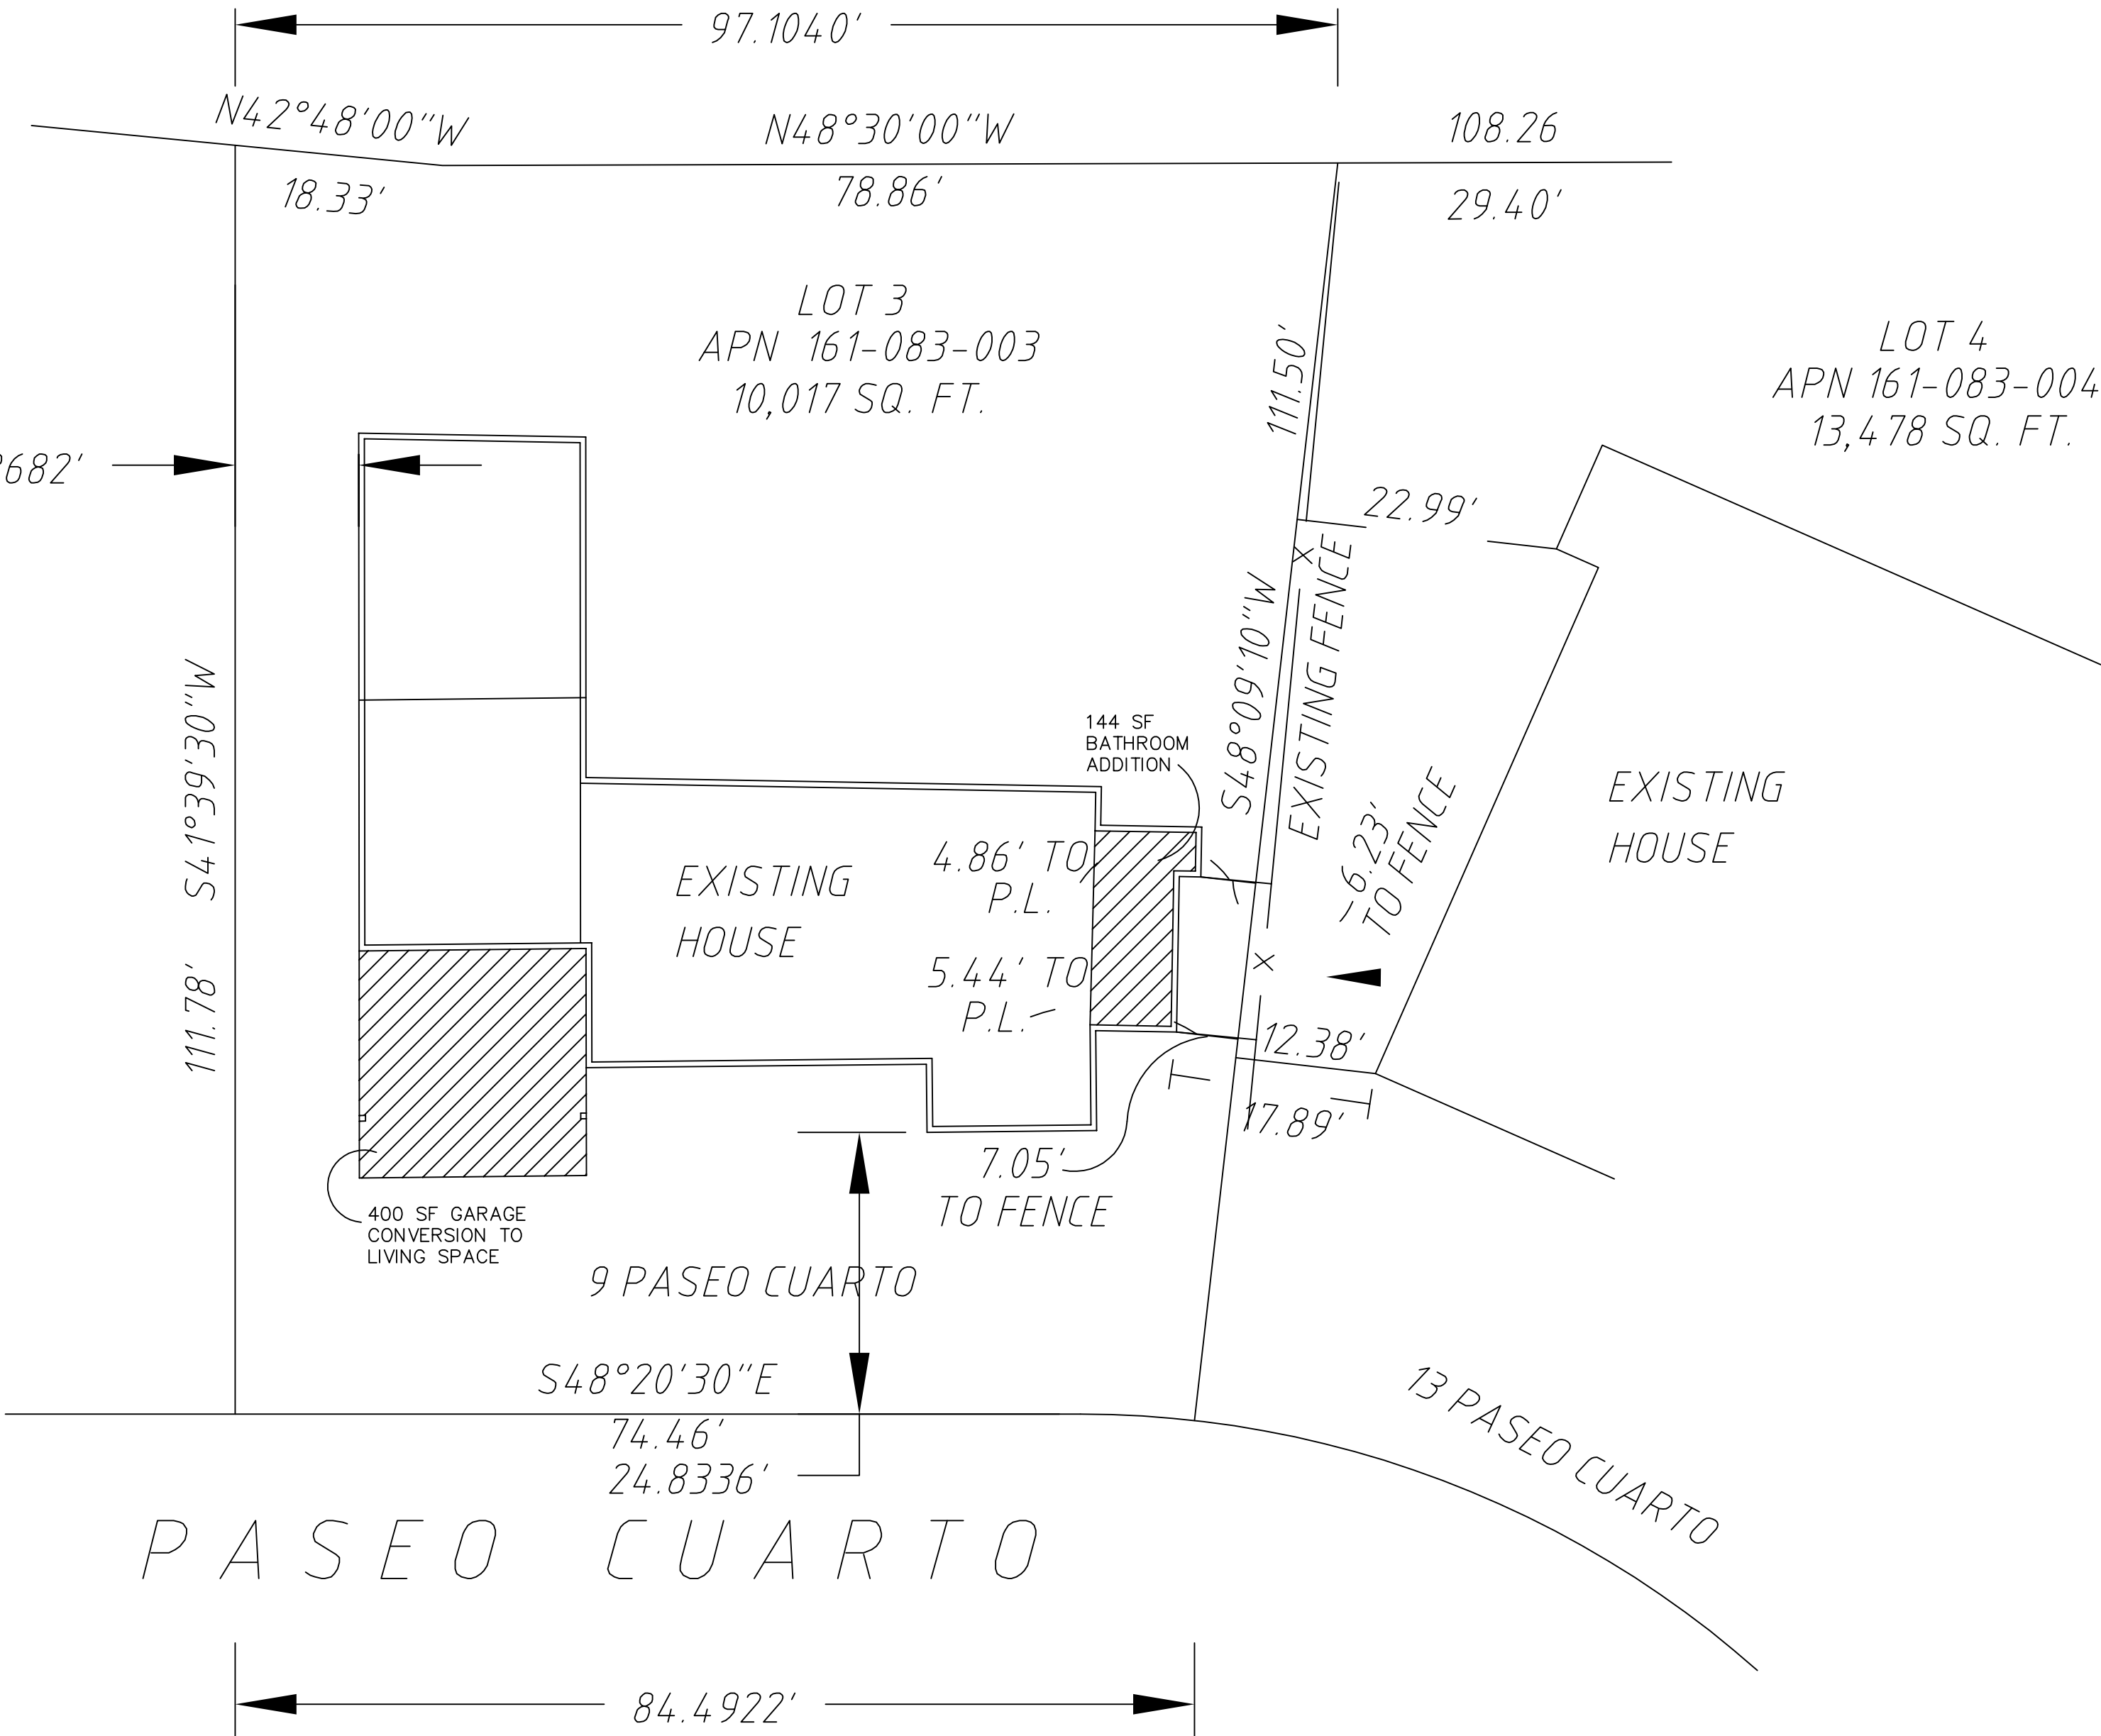 97.1040'
N42°48'00"W
N48°30'00"W
108.26
18.33'
78.86'
29.40'
LOT 3
APN 161-083-003
10,017 SQ. FT.
111.50'
LOT 4
APN 161-083-004
13,478 SQ. FT.
682'
22.99'
S48°09'10"W
EXISTING FENCE
X
S41°39'30"W
111.78'
144 SF
BATHROOM
ADDITION
EXISTING
HOUSE
4.86' TO
P.L.
5.44' TO
P.L.
EXISTING
HOUSE
6.23'
TO FENCE
X
12.38'
17.89'
7.05'
TO FENCE
400 SF GARAGE
CONVERSION TO
LIVING SPACE
9 PASEO CUARTO
S48°20'30"E
74.46'
24.8336'
13 PASEO CUARTO
PASEO CUARTO
84.4922'